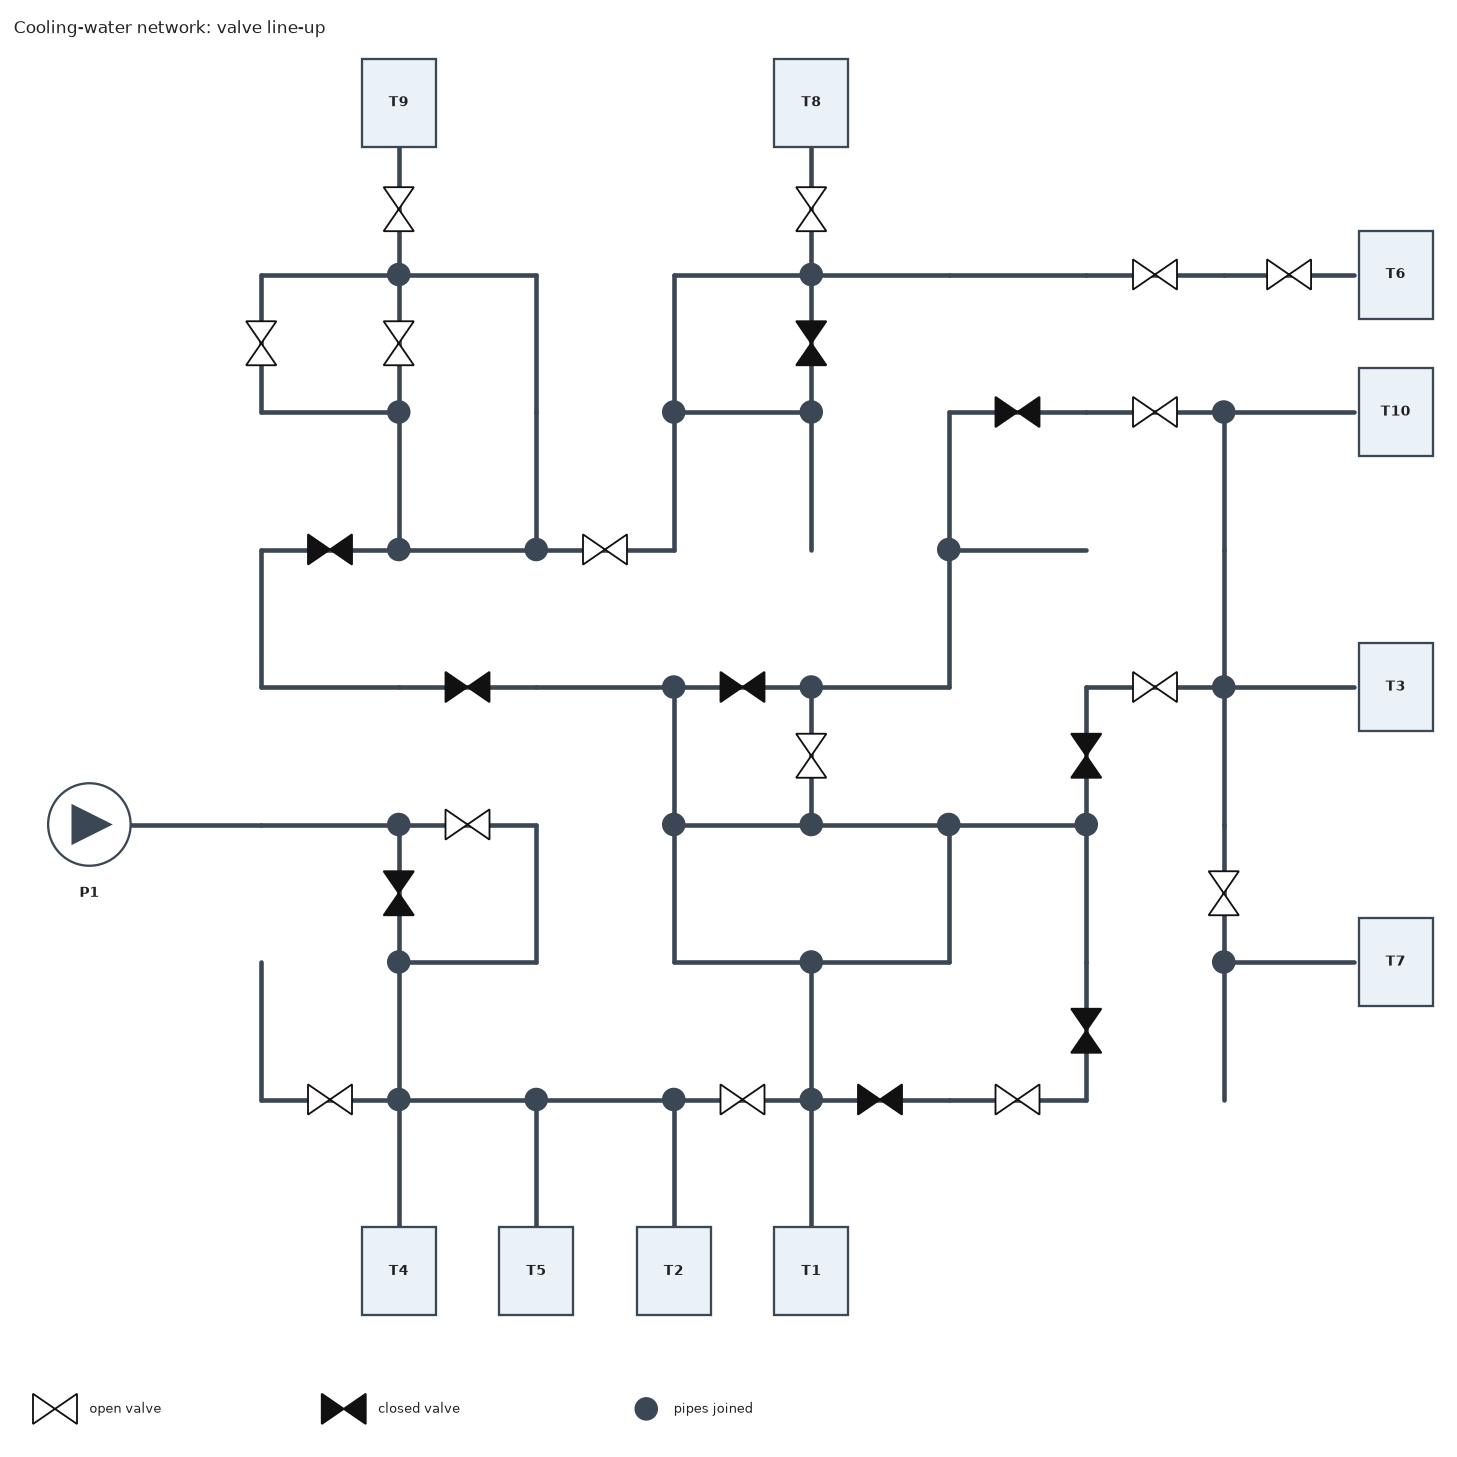 Cooling-water network: valve line-up
T9
T8
T6
T10
T3
P1
T7
T4
T5
T2
T1
open valve
closed valve
pipes joined